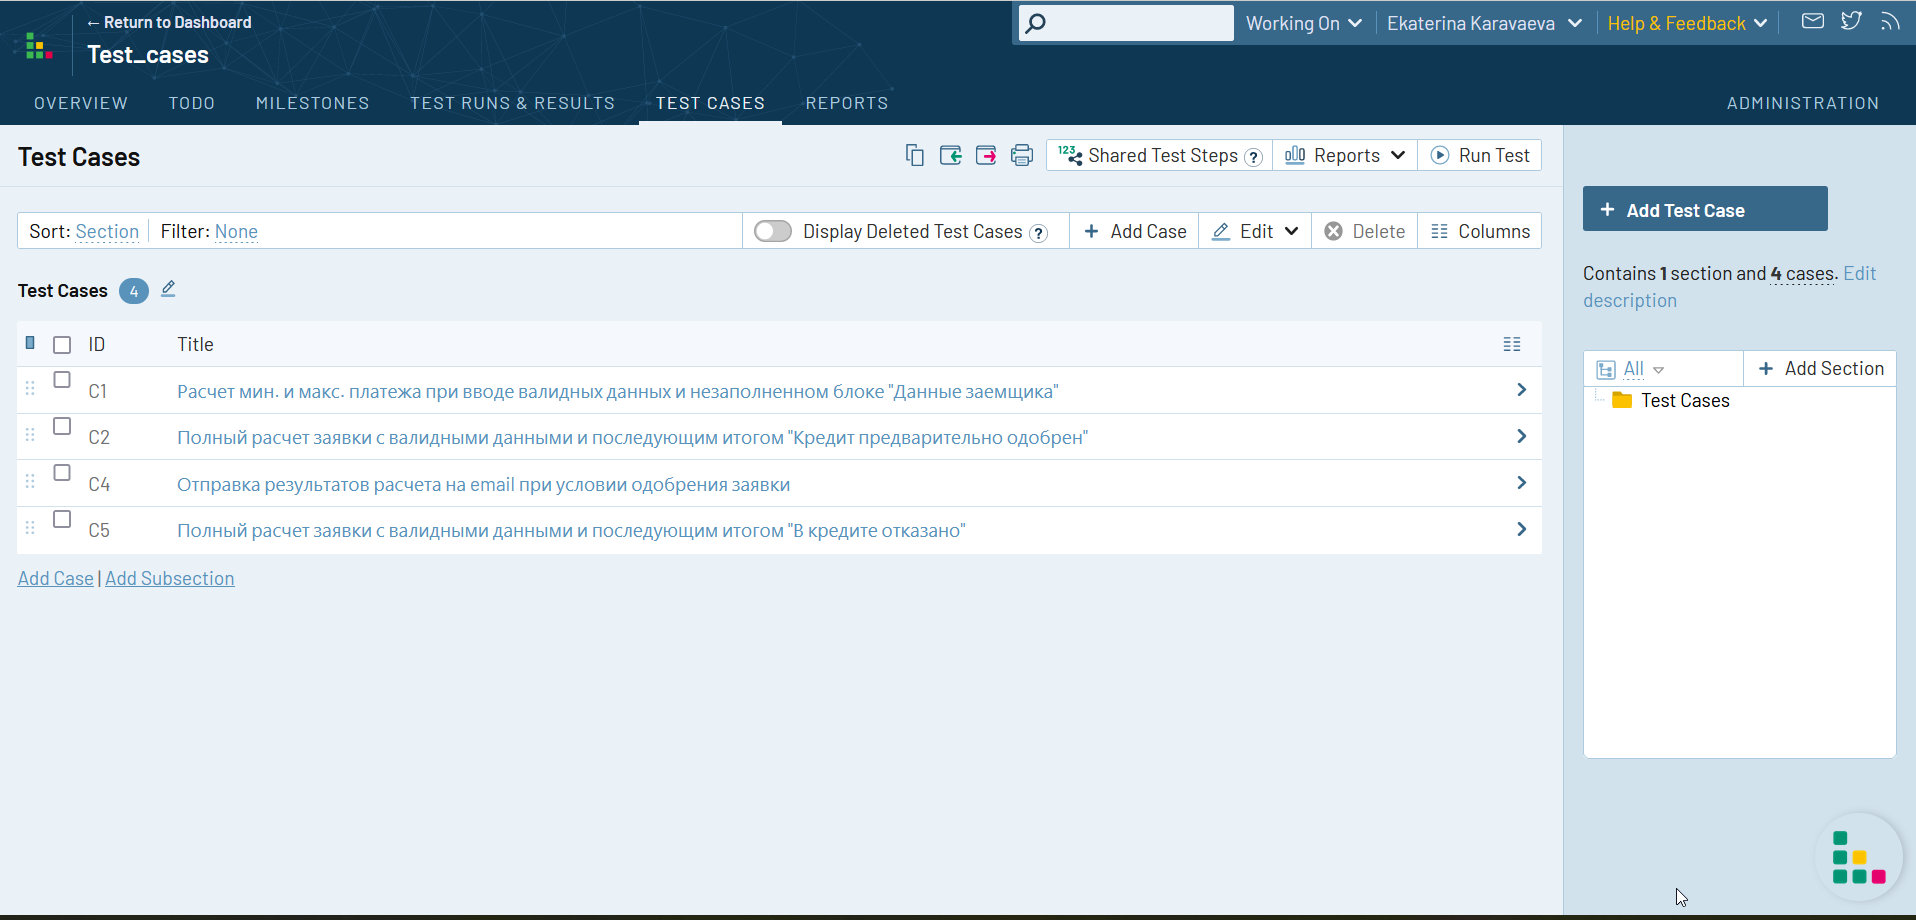 ← Return to Dashboard
Test_cases
Working On
Ekaterina Karavaeva
Help & Feedback
OVERVIEW TODO MILESTONES TEST RUNS & RESULTS TEST CASES REPORTS ADMINISTRATION
Test Cases
123 Shared Test Steps ? Reports Run Test
Sort: Section Filter: None Display Deleted Test Cases ? + Add Case Edit Delete Columns
Test Cases 4
ID Title
C1 Расчет мин. и макс. платежа при вводе валидных данных и незаполненном блоке "Данные заемщика"
C2 Полный расчет заявки с валидными данными и последующим итогом "Кредит предварительно одобрен"
C4 Отправка результатов расчета на email при условии одобрения заявки
C5 Полный расчет заявки с валидными данными и последующим итогом "В кредите отказано"
Add Case | Add Subsection
+ Add Test Case
Contains 1 section and 4 cases. Edit
description
All + Add Section
Test Cases